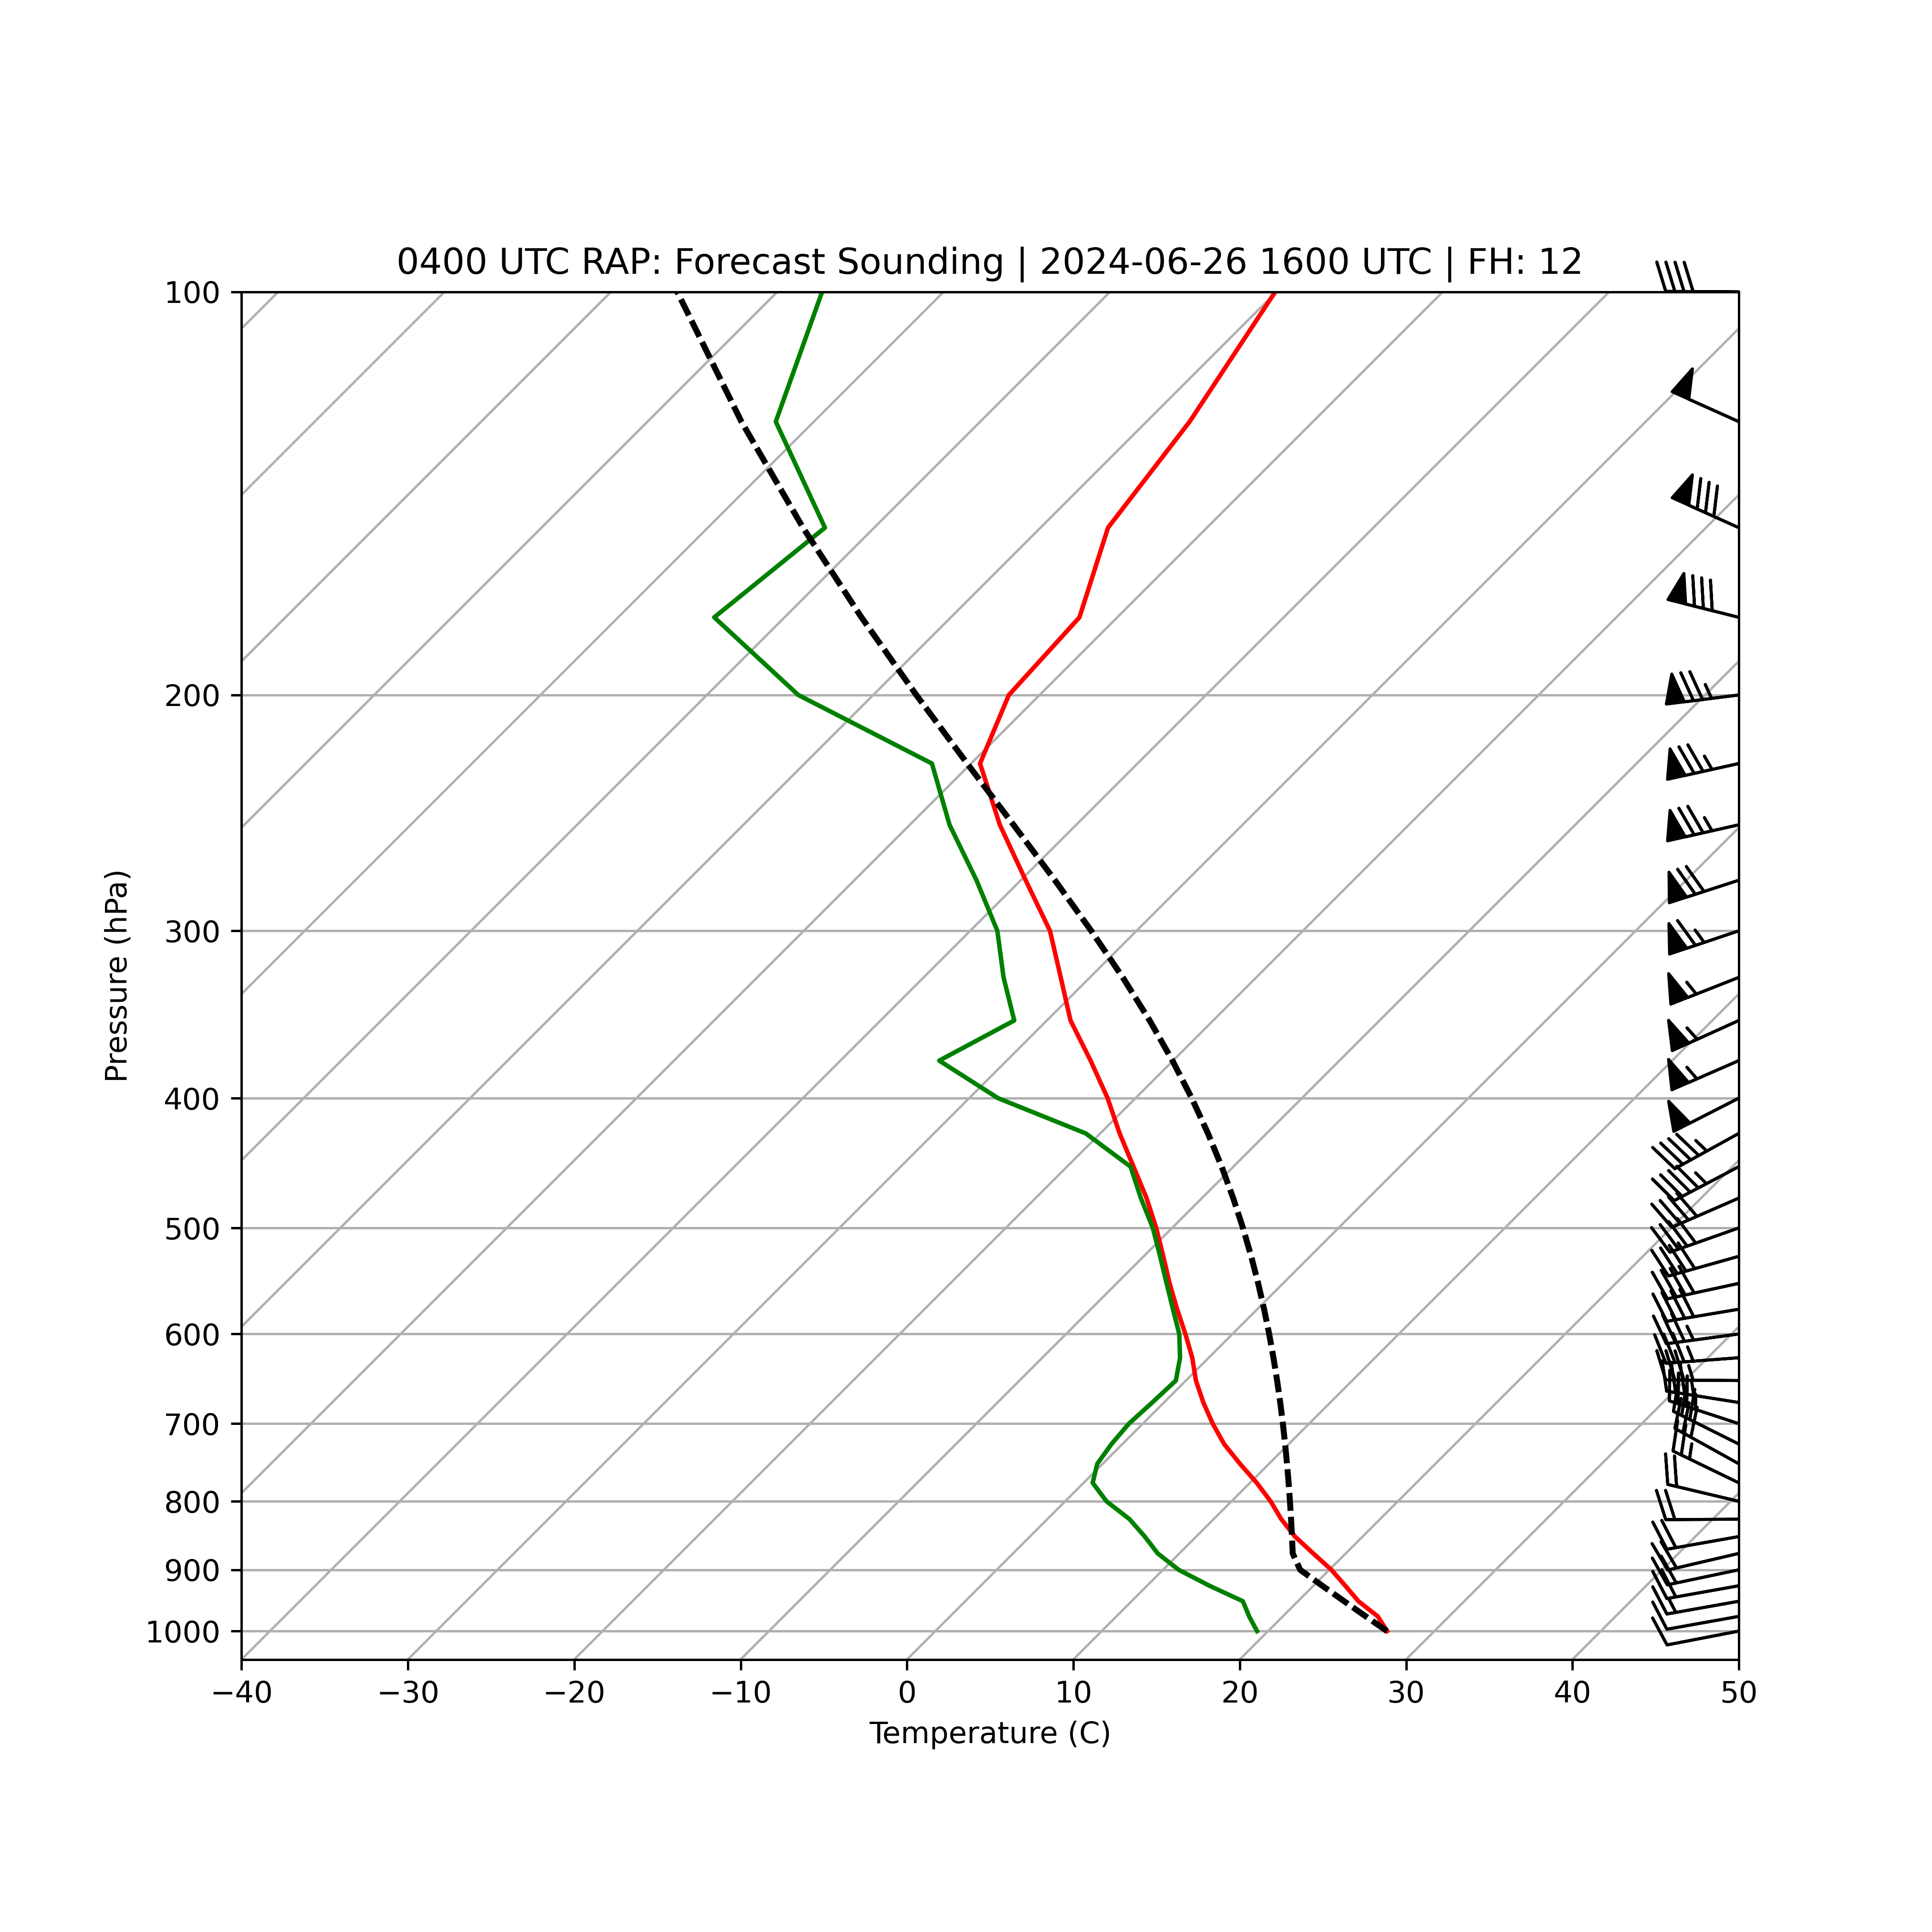 0400 UTC RAP: Forecast Sounding | 2024-06-26 1600 UTC | FH: 12
100
200
300
400
500
600
700
800
900
1000
Pressure (hPa)
−40 −30 −20 −10 0 10 20 30 40 50
Temperature (C)